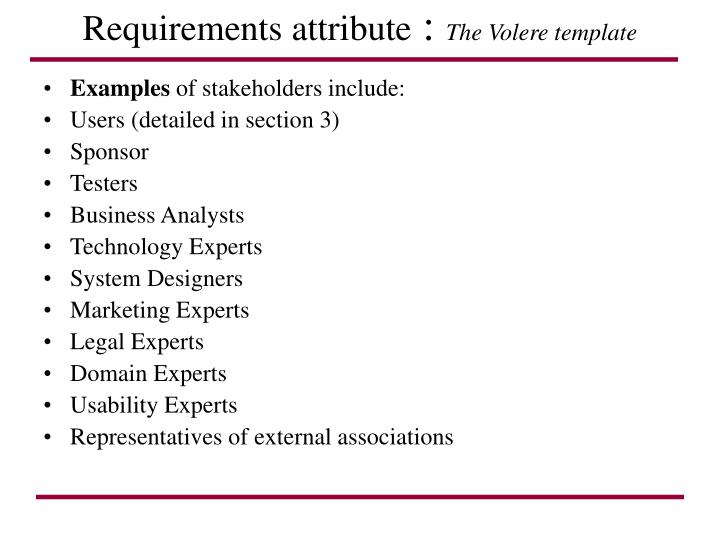 Requirements attribute : The Volere template
• Examples of stakeholders include:
• Users (detailed in section 3)
• Sponsor
• Testers
• Business Analysts
• Technology Experts
• System Designers
• Marketing Experts
• Legal Experts
• Domain Experts
• Usability Experts
• Representatives of external associations